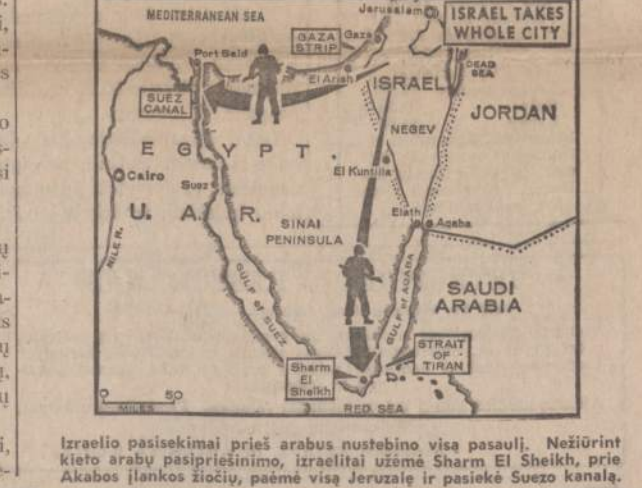 MEDITERRANEAN SEA
Jerusalem
ISRAEL TAKES
WHOLE CITY
GAZA
STRIP
Gaza
Port Said
El Arish
DEAD
SEA
ISRAEL
SUEZ
CANAL
JORDAN
NEGEV
EGYPT.
El Kuntilla
Cairo
Suez
U. A. R.
SINAI
PENINSULA
Elath
Aqaba
NILE R.
GULF of SUEZ
GULF of AQABA
SAUDI
ARABIA
STRAIT
OF
TIRAN
Sharm
El
Sheikh
0 50
MILES
RED SEA
Izraelio pasisekimai prieš arabus nustebino visą pasaulį. Nežiūrint
kieto arabų pasipriešinimo, izraelitai užėmė Sharm El Sheikh, prie
Akabos įlankos žiočių, paėmė visą Jeruzalę ir pasiekė Suezo kanalą.